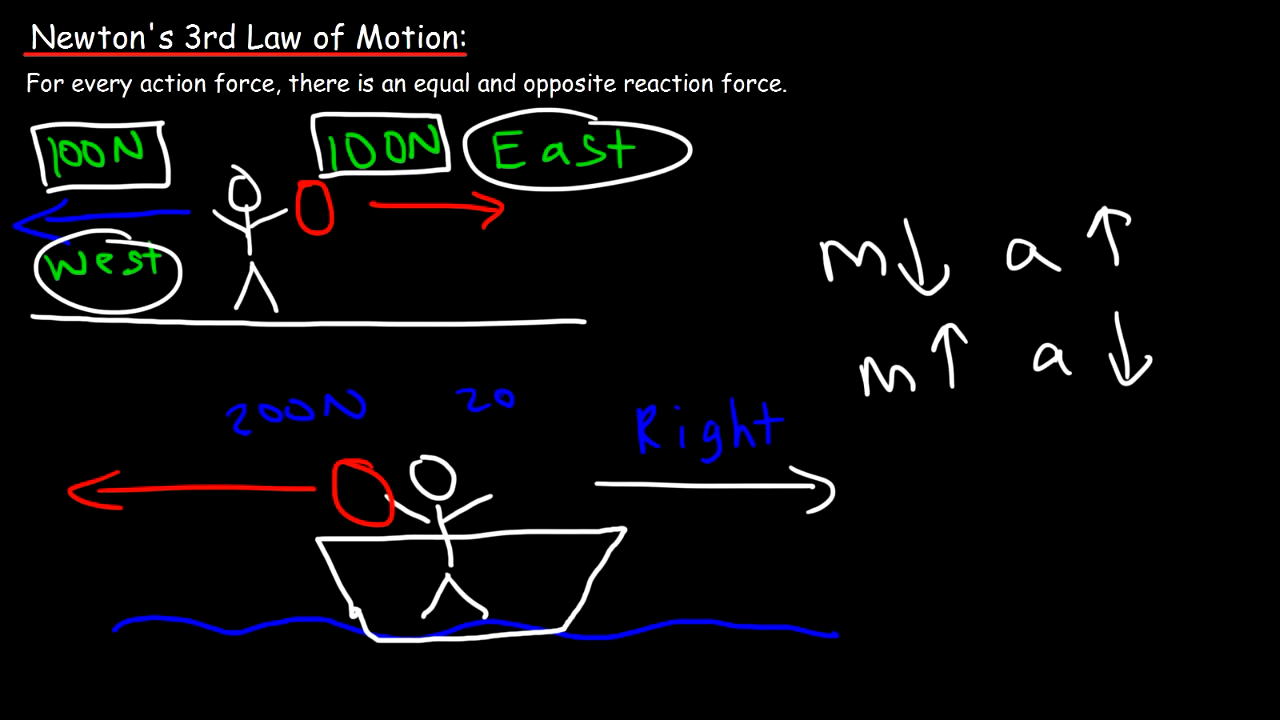 Newton's 3rd Law of Motion:
For every action force, there is an equal and opposite reaction force.
100N 100N East
West
m↓ a↑
m↑ a↓
200N 20 Right